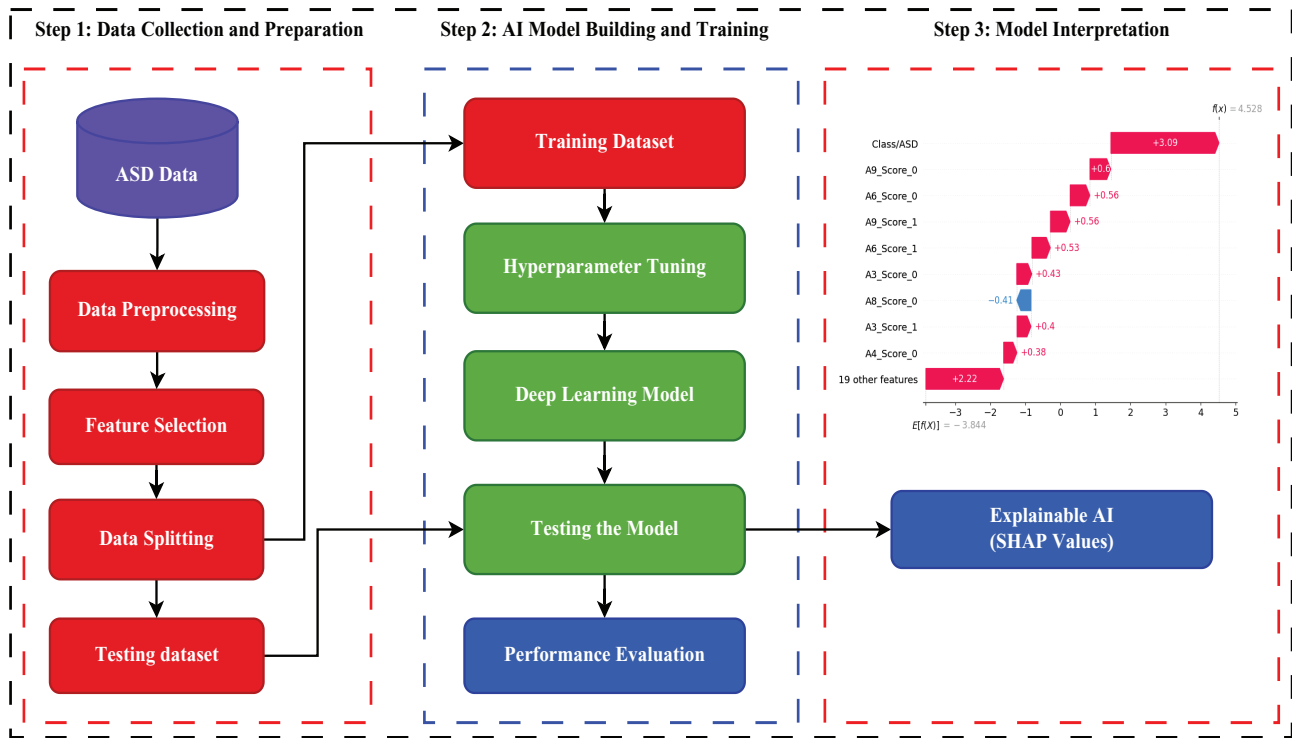 Step 1: Data Collection and Preparation
ASD Data
Data Preprocessing
Feature Selection
Data Splitting
Testing dataset
Step 2: AI Model Building and Training
Training Dataset
Hyperparameter Tuning
Deep Learning Model
Testing the Model
Performance Evaluation
Step 3: Model Interpretation
f(x) = 4.528
Class/ASD +3.09
A9_Score_0 +0.6
A6_Score_0 +0.56
A9_Score_1 +0.56
A6_Score_1 +0.53
A3_Score_0 +0.43
A8_Score_0 −0.41
A3_Score_1 +0.4
A4_Score_0 +0.38
19 other features +2.22
−3 −2 −1 0 1 2 3 4 5
E[f(X)] = −3.844
Explainable AI
(SHAP Values)